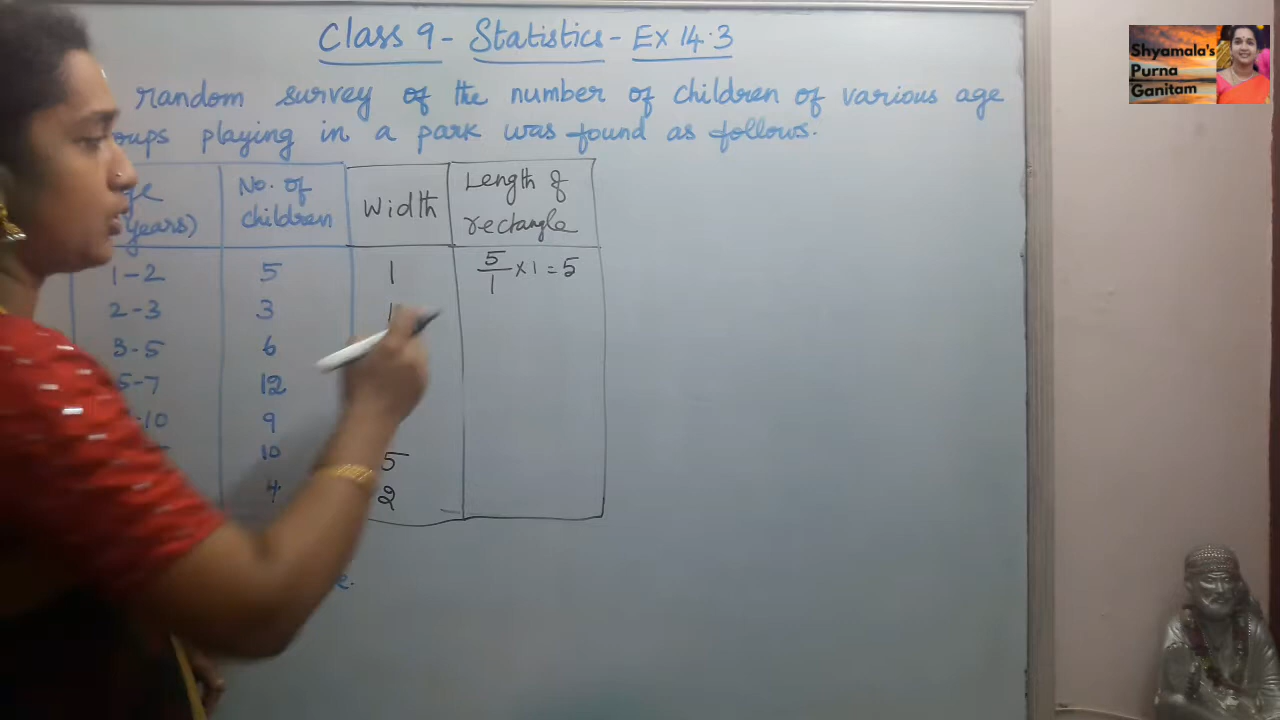 Class 9 - Statistics - Ex 14.3
random survey of the number of children of various age
playing in a park was found as follows.
No. of children Width Length of rectangle
1-2 5 1 5/1 × 1 = 5
2-3 3 1
3-5 6
5-7 12
-10 9
10 5
4 2
Shyamala's
Purna
Ganitam